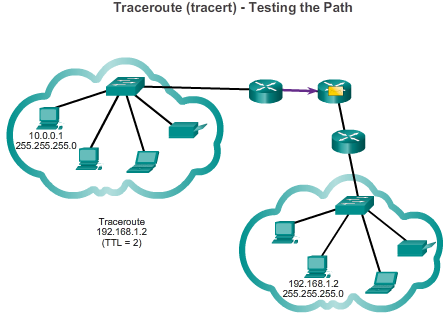 Traceroute (tracert) - Testing the Path
10.0.0.1
255.255.255.0
Traceroute
192.168.1.2
(TTL = 2)
192.168.1.2
255.255.255.0